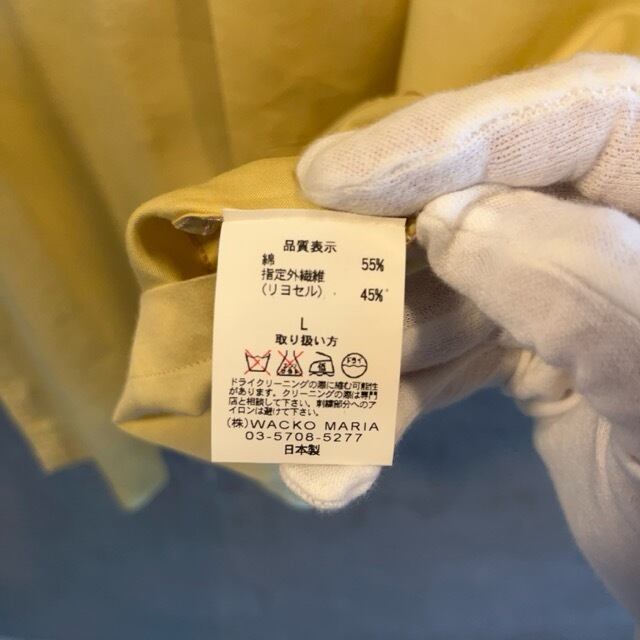 品質表示
綿 55%
指定外繊維
(リヨセル) 45%
L
取り扱い方
ドライ
ドライクリーニングの際に縮む可能性
があります。クリーニングの際は専門
店と相談して下さい。刺繍部分へのア
イロンは避けて下さい。
(株)WACKO MARIA
03-5708-5277
日本製